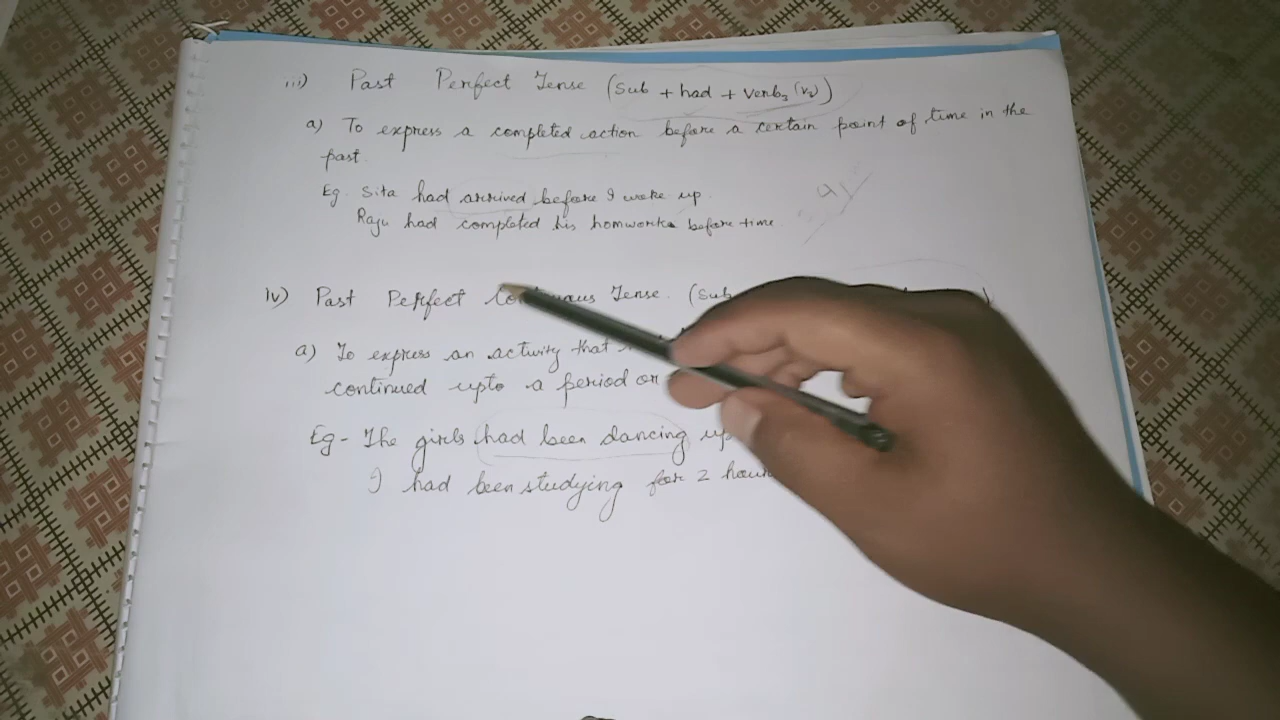 iii) Past Perfect Tense (Sub + had + Verb3 (V3))
a) To express a completed action before a certain point of time in the
past.
Eg. Sita had arrived before I woke up.
Raju had completed his homwork before time
iv) Past Perfect Tense. (Sub
a) To express an activity that
continued upto a period or
Eg - The girls had been dancing
I had been studying for 2